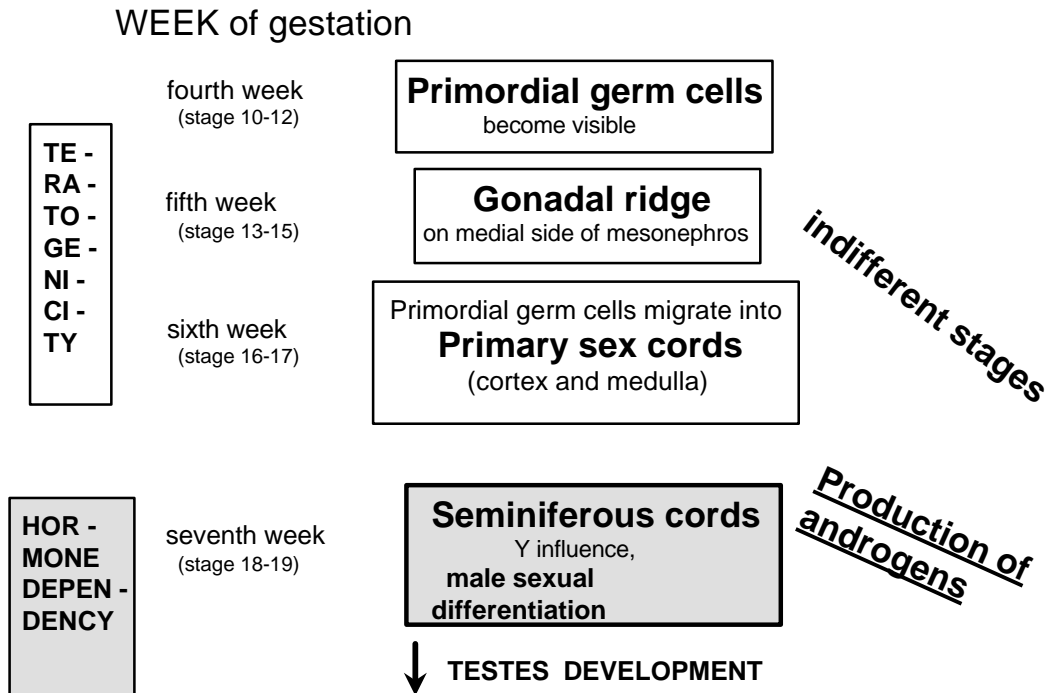 WEEK of gestation
fourth week
(stage 10-12)
Primordial germ cells
become visible
TE -
RA -
TO -
GE -
NI -
CI -
TY
fifth week
(stage 13-15)
Gonadal ridge
on medial side of mesonephros
indifferent stages
sixth week
(stage 16-17)
Primordial germ cells migrate into
Primary sex cords
(cortex and medulla)
HOR -
MONE
DEPEN -
DENCY
seventh week
(stage 18-19)
Seminiferous cords
Y influence,
male sexual
differentiation
Production of
androgens
TESTES DEVELOPMENT